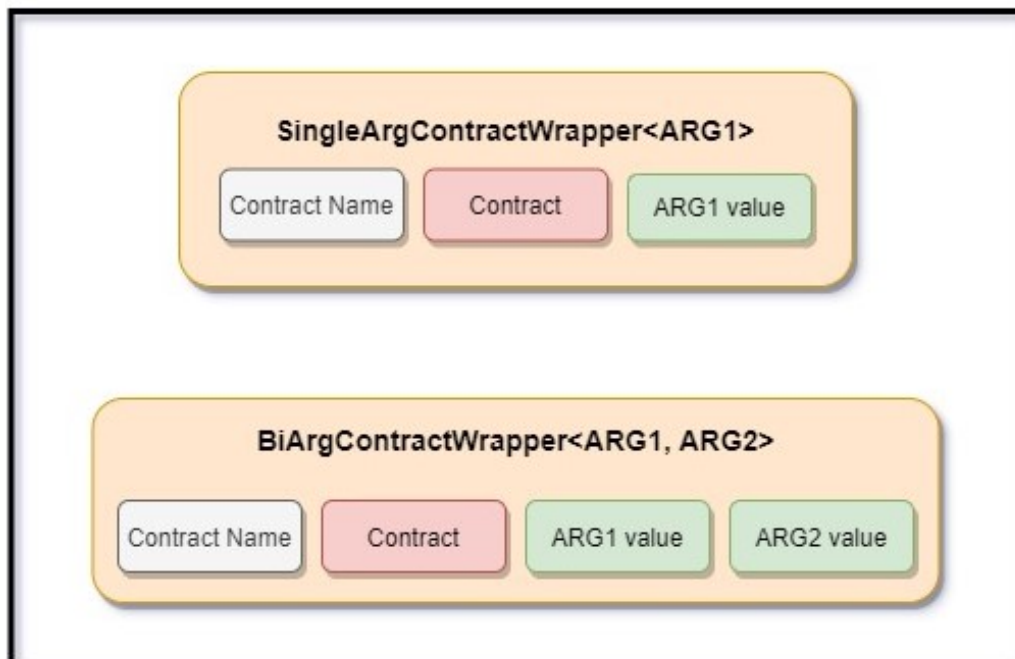 SingleArgContractWrapper<ARG1>
Contract Name
Contract
ARG1 value
BiArgContractWrapper<ARG1, ARG2>
Contract Name
Contract
ARG1 value
ARG2 value